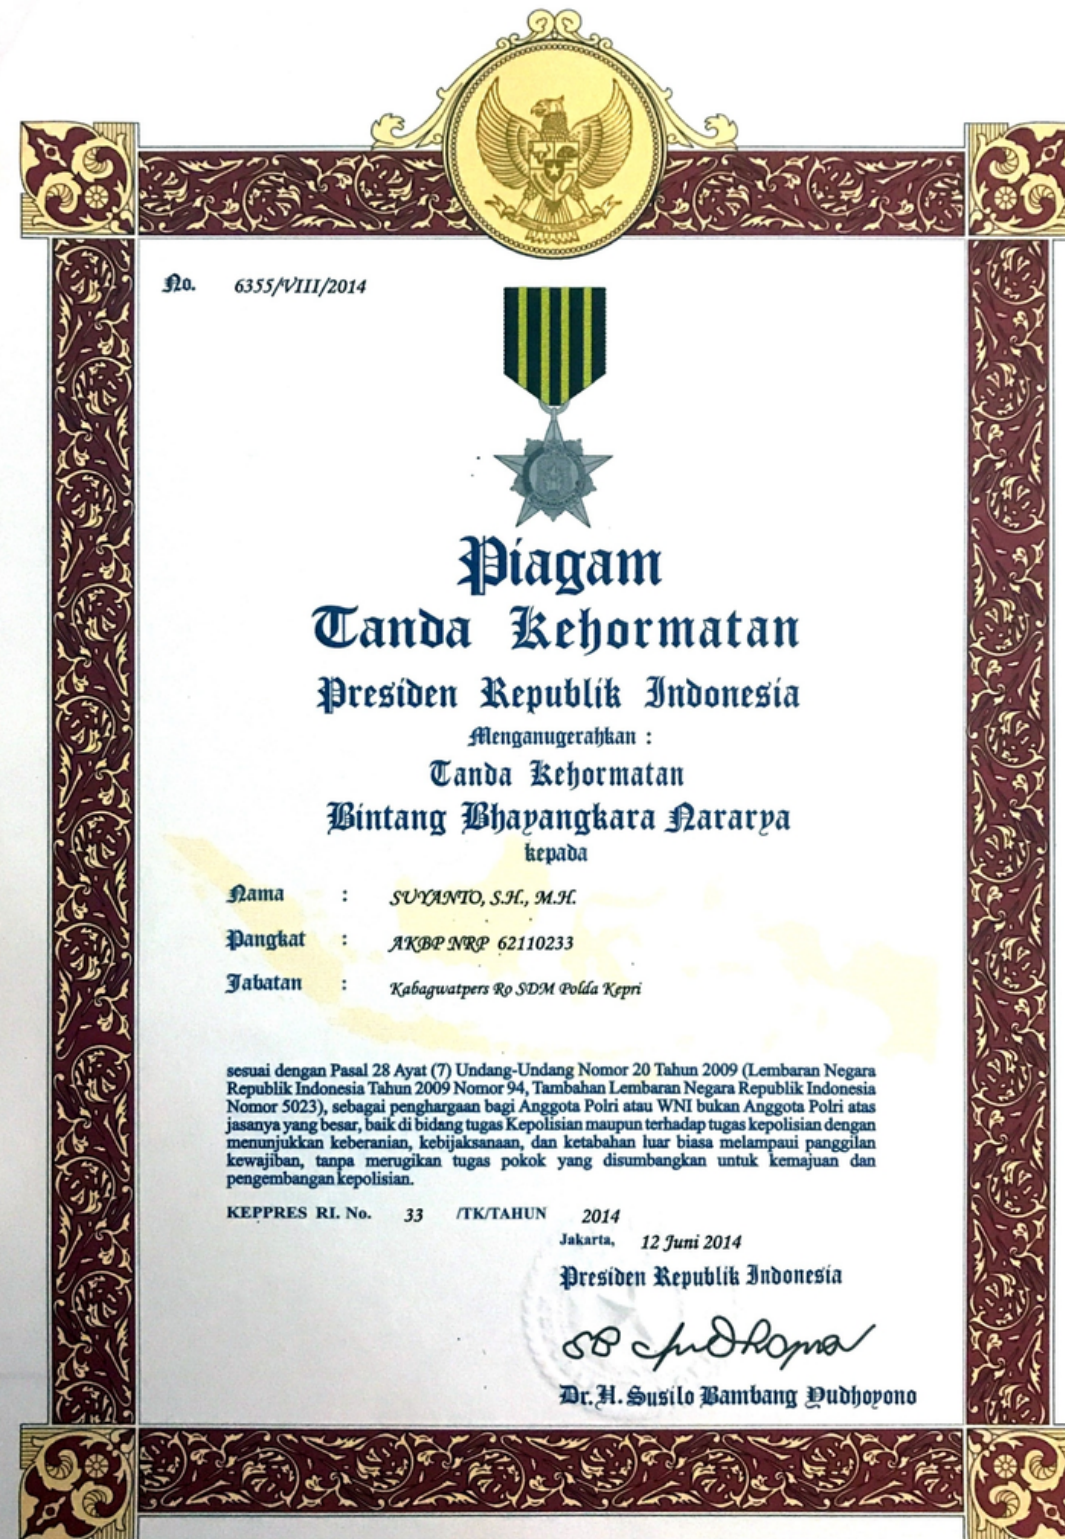 No. 6355/VIII/2014
Piagam
Tanda Kehormatan
Presiden Republik Indonesia
Menganugerahkan :
Tanda Kehormatan
Bintang Bhayangkara Nararya
kepada
Nama : SUYANTO, S.H., M.H.
Pangkat : AKBP NRP 62110233
Jabatan : Kabagwatpers Ro SDM Polda Kepri
sesuai dengan Pasal 28 Ayat (7) Undang-Undang Nomor 20 Tahun 2009 (Lembaran Negara
Republik Indonesia Tahun 2009 Nomor 94, Tambahan Lembaran Negara Republik Indonesia
Nomor 5023), sebagai penghargaan bagi Anggota Polri atau WNI bukan Anggota Polri atas
jasanya yang besar, baik di bidang tugas Kepolisian maupun terhadap tugas kepolisian dengan
menunjukkan keberanian, kebijaksanaan, dan ketabahan luar biasa melampaui panggilan
kewajiban, tanpa merugikan tugas pokok yang disumbangkan untuk kemajuan dan
pengembangan kepolisian.
KEPPRES RI. No. 33 /TK/TAHUN 2014
Jakarta, 12 Juni 2014
Presiden Republik Indonesia
Dr. H. Susilo Bambang Yudhoyono